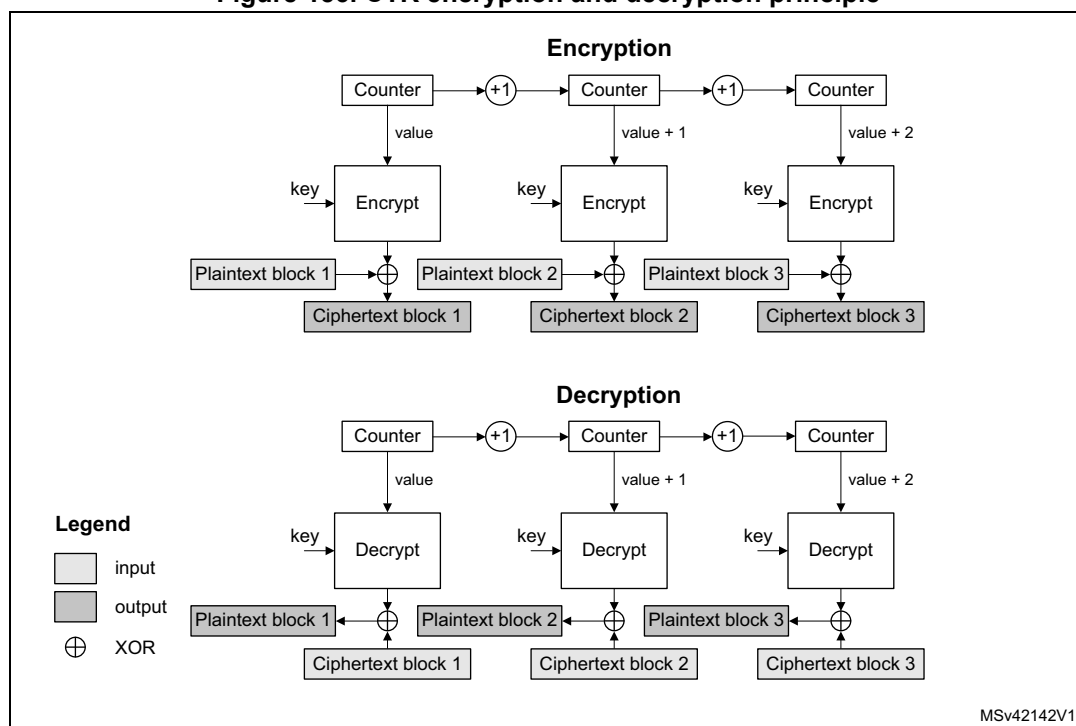 Encryption
Counter +1 Counter +1 Counter
value value + 1 value + 2
key Encrypt key Encrypt key Encrypt
Plaintext block 1 Plaintext block 2 Plaintext block 3
Ciphertext block 1 Ciphertext block 2 Ciphertext block 3
Decryption
Counter +1 Counter +1 Counter
value value + 1 value + 2
key Decrypt key Decrypt key Decrypt
Plaintext block 1 Plaintext block 2 Plaintext block 3
Ciphertext block 1 Ciphertext block 2 Ciphertext block 3
Legend
input
output
XOR
MSv42142V1